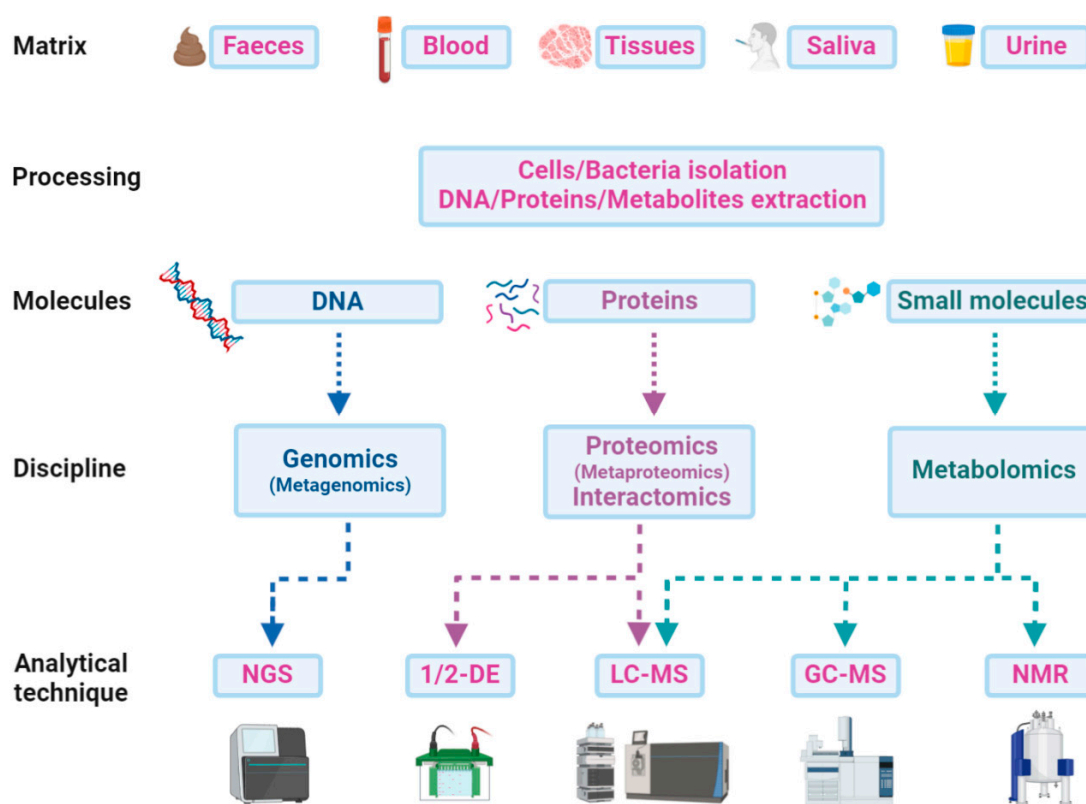 Matrix
Faeces
Blood
Tissues
Saliva
Urine
Processing
Cells/Bacteria isolation
DNA/Proteins/Metabolites extraction
Molecules
DNA
Proteins
Small molecules
Discipline
Genomics
(Metagenomics)
Proteomics
(Metaproteomics)
Interactomics
Metabolomics
Analytical
technique
NGS
1/2-DE
LC-MS
GC-MS
NMR